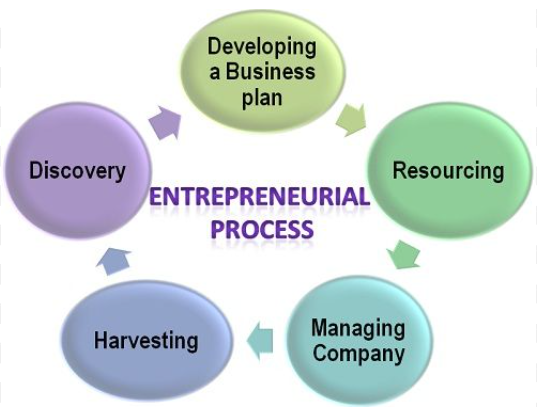 Developing
a Business
plan
Discovery
Resourcing
ENTREPRENEURIAL
PROCESS
Harvesting
Managing
Company